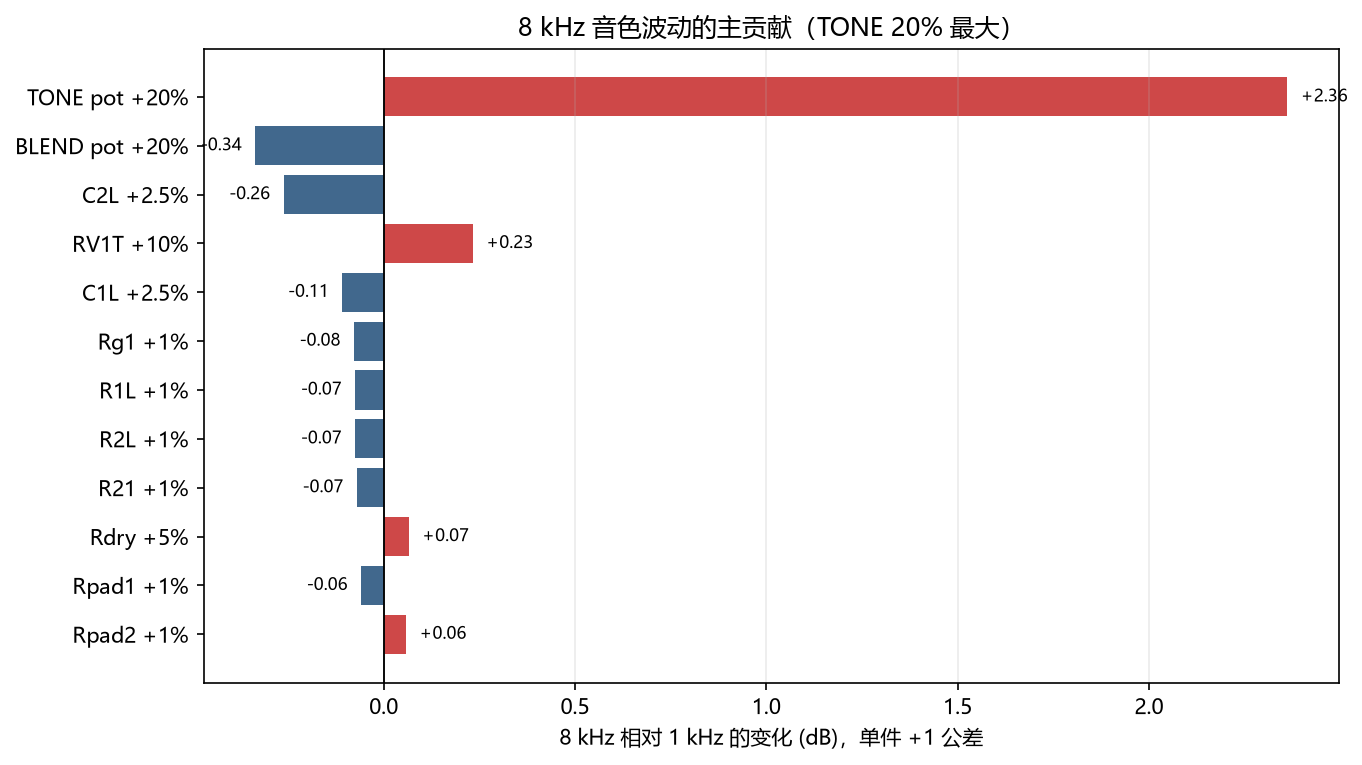 8 kHz 音色波动的主贡献（TONE 20% 最大）
TONE pot +20% +2.36
BLEND pot +20% -0.34
C2L +2.5% -0.26
RV1T +10% +0.23
C1L +2.5% -0.11
Rg1 +1% -0.08
R1L +1% -0.07
R2L +1% -0.07
R21 +1% -0.07
Rdry +5% +0.07
Rpad1 +1% -0.06
Rpad2 +1% +0.06
0.0 0.5 1.0 1.5 2.0
8 kHz 相对 1 kHz 的变化 (dB)，单件 +1 公差